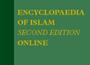 ENCYCLOPAEDIA
OF ISLAM
SECOND EDITION
ONLINE